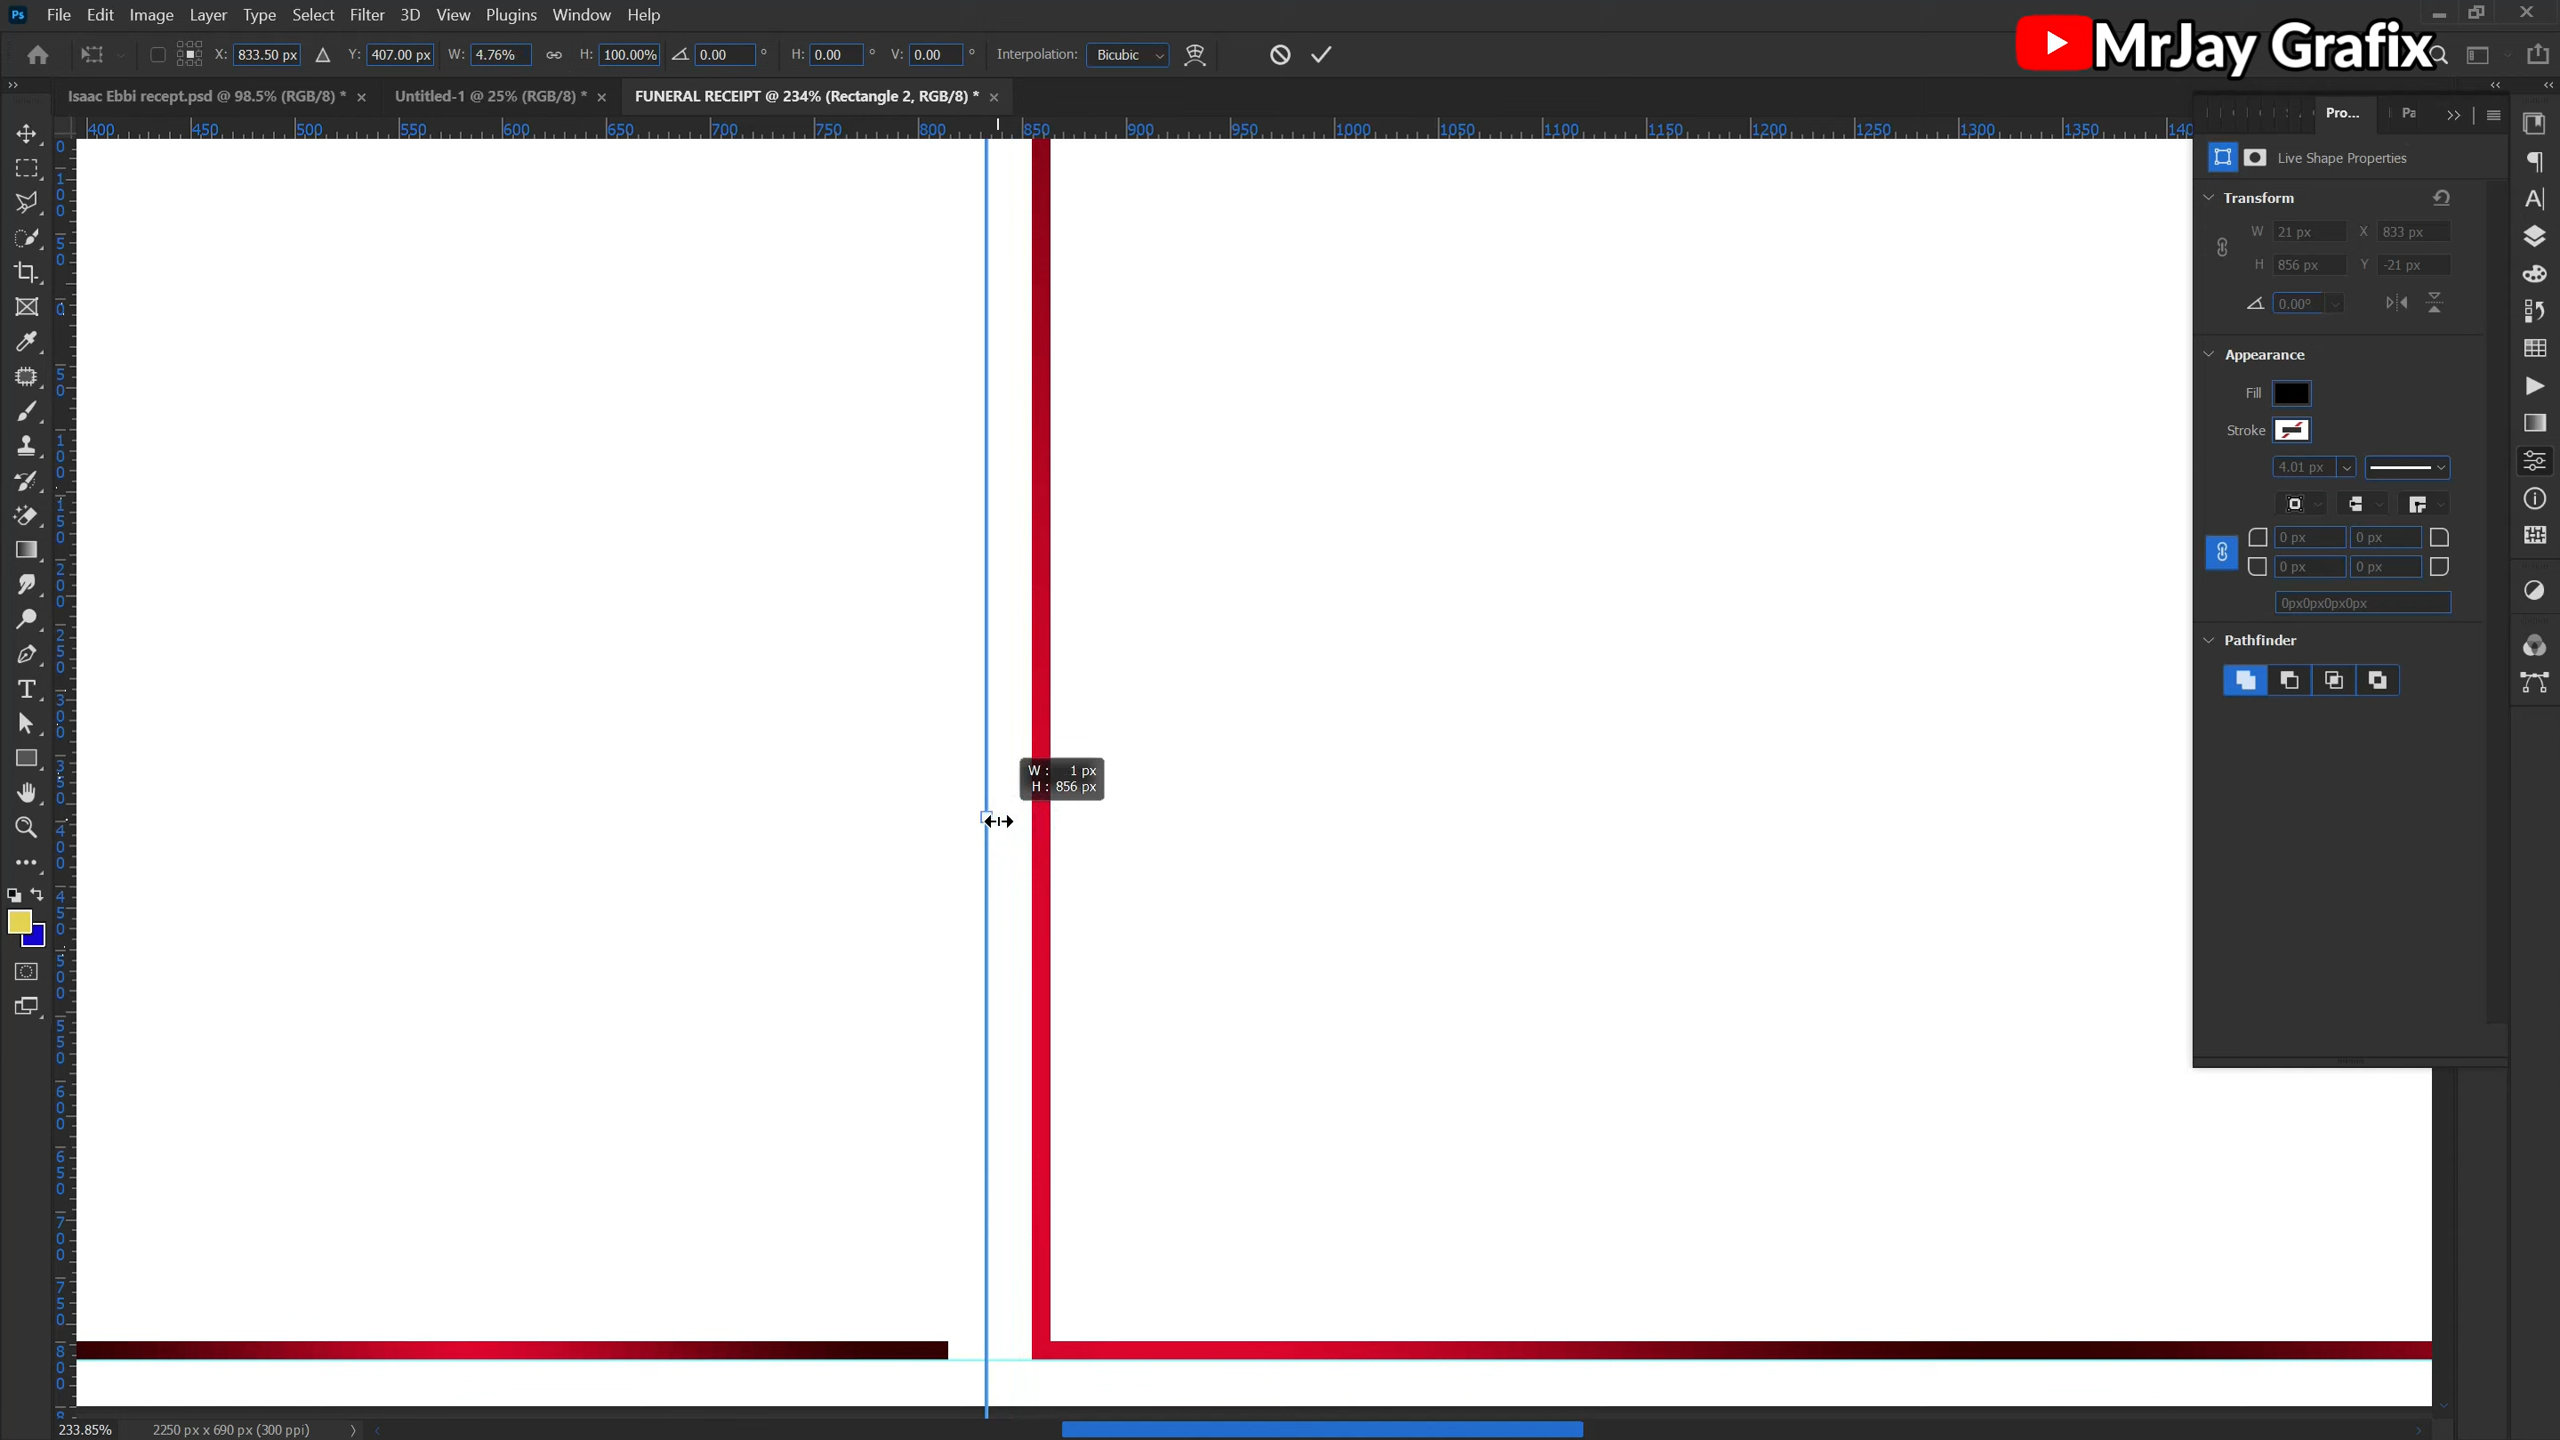 Ps File Edit Image Layer Type Select Filter 3D View Plugins Window Help
MrJay Grafix
X: 833.50 px Y: 407.00 px W: 4.76% H: 100.00% 0.00 ° H: 0.00 ° V: 0.00 ° Interpolation: Bicubic
Isaac Ebbi recept.psd @ 98.5% (RGB/8) * Untitled-1 @ 25% (RGB/8) * FUNERAL RECEIPT @ 234% (Rectangle 2, RGB/8) *
400 450 500 550 600 650 700 750 800 850 900 950 1000 1050 1100 1150 1200 1250 1300 1350
Pro... Pa
Live Shape Properties
Transform
W 21 px X 833 px
H 856 px Y -21 px
0.00°
Appearance
Fill
Stroke
4.01 px
0 px 0 px
0 px 0 px
0px0px0px0px
Pathfinder
W : 1 px
H : 856 px
233.85% 2250 px x 690 px (300 ppi)